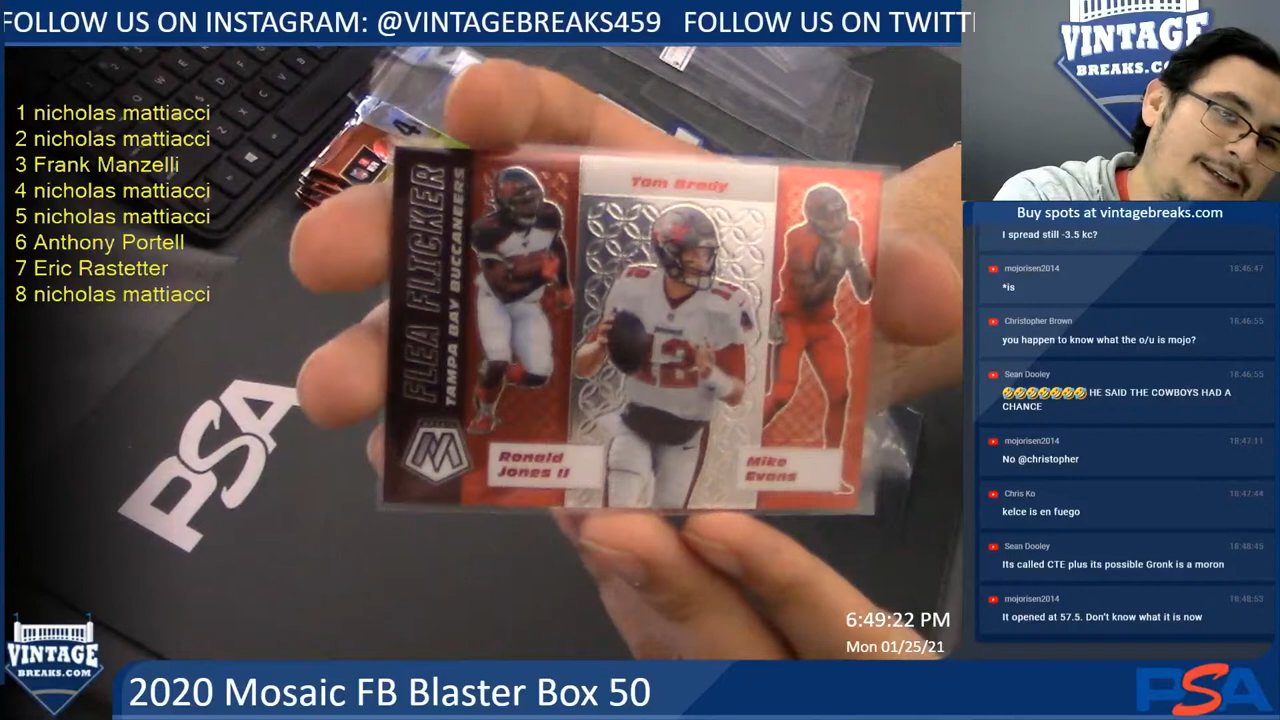 FOLLOW US ON INSTAGRAM: @VINTAGEBREAKS459 FOLLOW US ON TWITT
1 nicholas mattiacci
2 nicholas mattiacci
3 Frank Manzelli
4 nicholas mattiacci
5 nicholas mattiacci
6 Anthony Portell
7 Eric Rastetter
8 nicholas mattiacci
4
FLEA FLICKER
TAMPA BAY BUCCANEERS
Tom Brady
12
Ronald
Jones II
Mike
Evans
M
PSA
VINTAGE
BREAKS.C
Buy spots at vintagebreaks.com
I spread still -3.5 kc?
mojorisen2014 18:46:47
*is
Christopher Brown 18:46:55
you happen to know what the o/u is mojo?
Sean Dooley 18:46:55
🤣🤣🤣🤣🤣🤣🤣 HE SAID THE COWBOYS HAD A
CHANCE
mojorisen2014 18:47:11
No @christopher
Chris Ko 18:47:44
kelce is en fuego
Sean Dooley 18:48:45
Its called CTE plus its possible Gronk is a moron
mojorisen2014 18:48:53
It opened at 57.5. Don't know what it is now
6:49:22 PM
Mon 01/25/21
VINTAGE
BREAKS.COM
2020 Mosaic FB Blaster Box 50
PSA